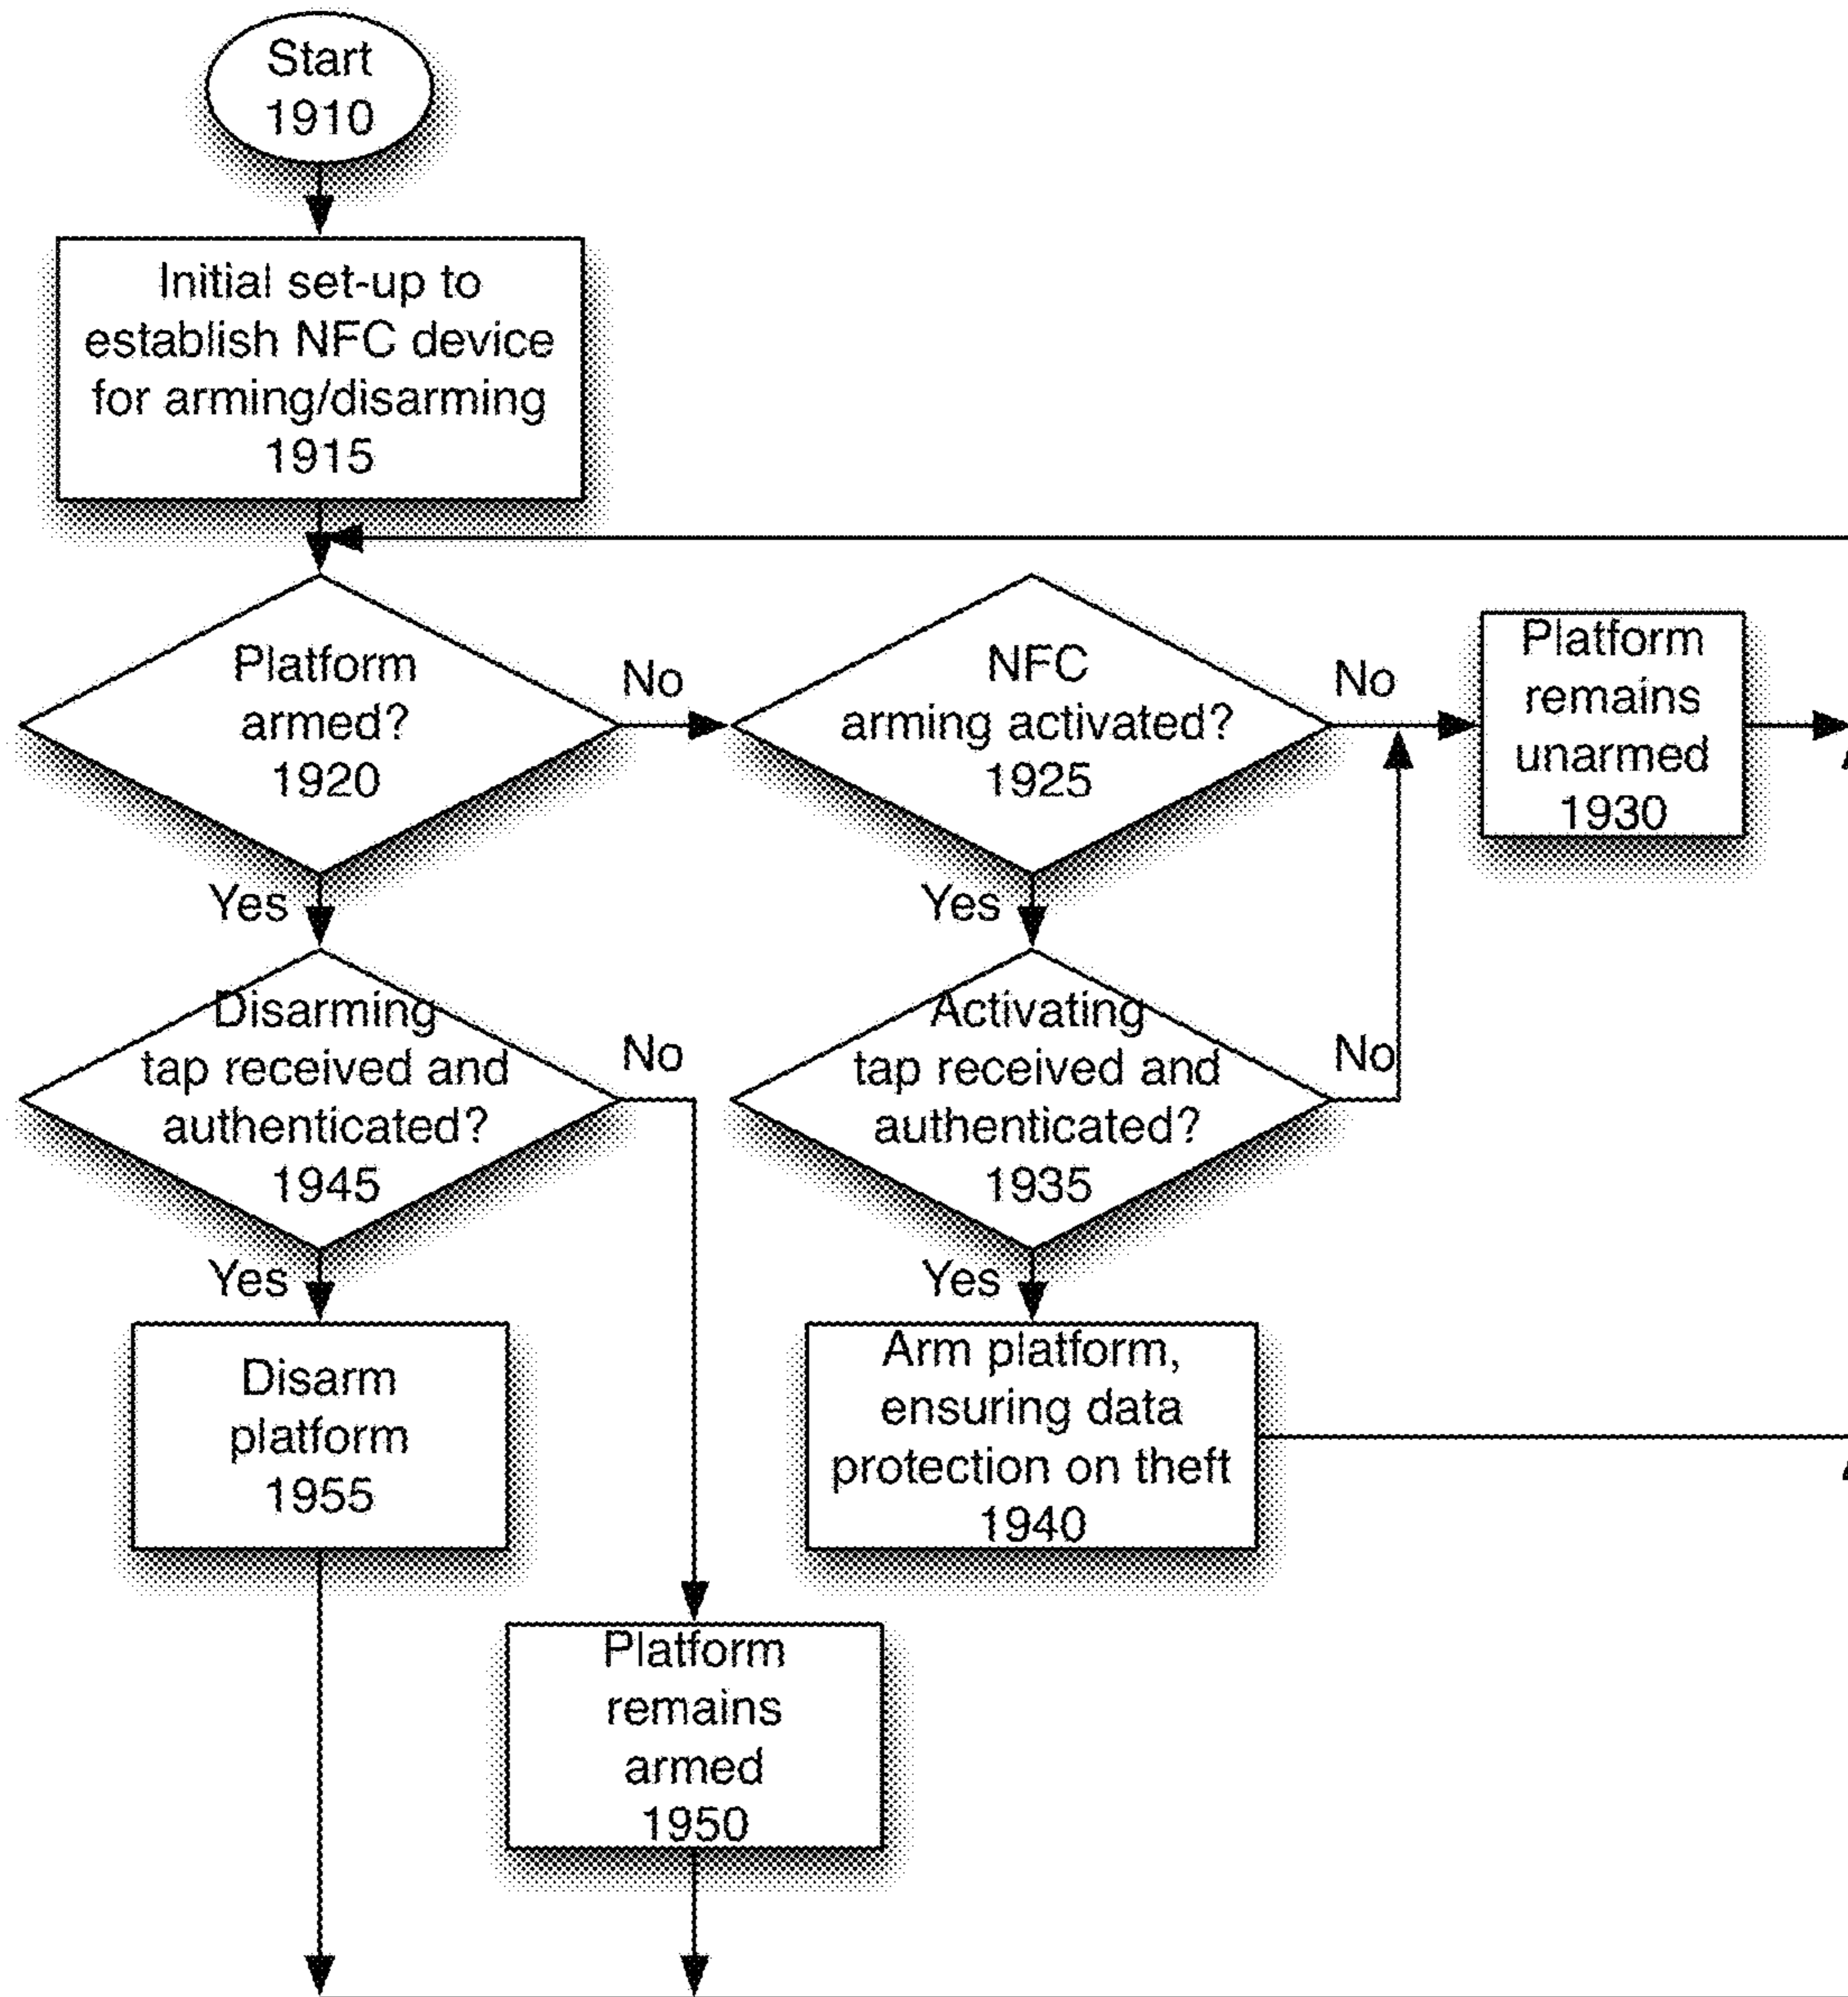 Start
1910
Initial set-up to
establish NFC device
for arming/disarming
1915
Platform
armed?
1920
No
NFC
arming activated?
1925
No
Platform
remains
unarmed
1930
Yes
Yes
Disarming
tap received and
authenticated?
1945
No
Activating
tap received and
authenticated?
1935
No
Yes
Yes
Disarm
platform
1955
Arm platform,
ensuring data
protection on theft
1940
Platform
remains
armed
1950